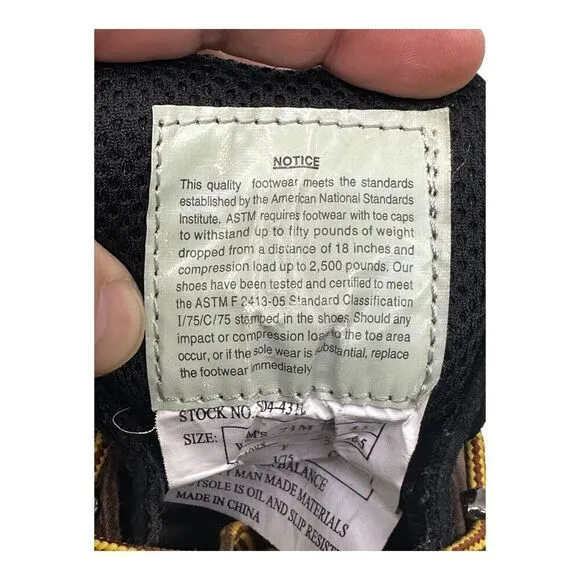 NOTICE
This quality footwear meets the standards
established by the American National Standards
Institute. ASTM requires footwear with toe caps
to withstand up to fifty pounds of weight
dropped from a distance of 18 inches and
compression load up to 2,500 pounds. Our
shoes have been tested and certified to meet
the ASTM F 2413-05 Standard Classification
I/75/C/75 stamped in the shoes Should any
impact or compression load to the toe area
occur, or if the sole wear is substantial, replace
the footwear immediately
STOCK NO.
SIZE: M'S
BALANCE
MAN MADE MATERIALS
OUTSOLE IS OIL AND SLIP RESIST
MADE IN CHINA